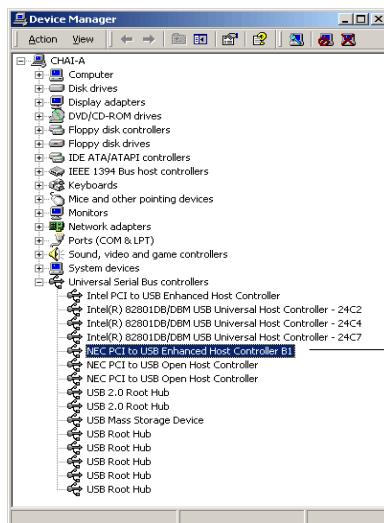 Device Manager
Action View
CHAI-A
Computer
Disk drives
Display adapters
DVD/CD-ROM drives
Floppy disk controllers
Floppy disk drives
IDE ATA/ATAPI controllers
IEEE 1394 Bus host controllers
Keyboards
Mice and other pointing devices
Monitors
Network adapters
Ports (COM & LPT)
Sound, video and game controllers
System devices
Universal Serial Bus controllers
Intel PCI to USB Enhanced Host Controller
Intel(R) 82801DB/DBM USB Universal Host Controller - 24C2
Intel(R) 82801DB/DBM USB Universal Host Controller - 24C4
Intel(R) 82801DB/DBM USB Universal Host Controller - 24C7
NEC PCI to USB Enhanced Host Controller B1
NEC PCI to USB Open Host Controller
NEC PCI to USB Open Host Controller
USB 2.0 Root Hub
USB 2.0 Root Hub
USB Mass Storage Device
USB Root Hub
USB Root Hub
USB Root Hub
USB Root Hub
USB Root Hub